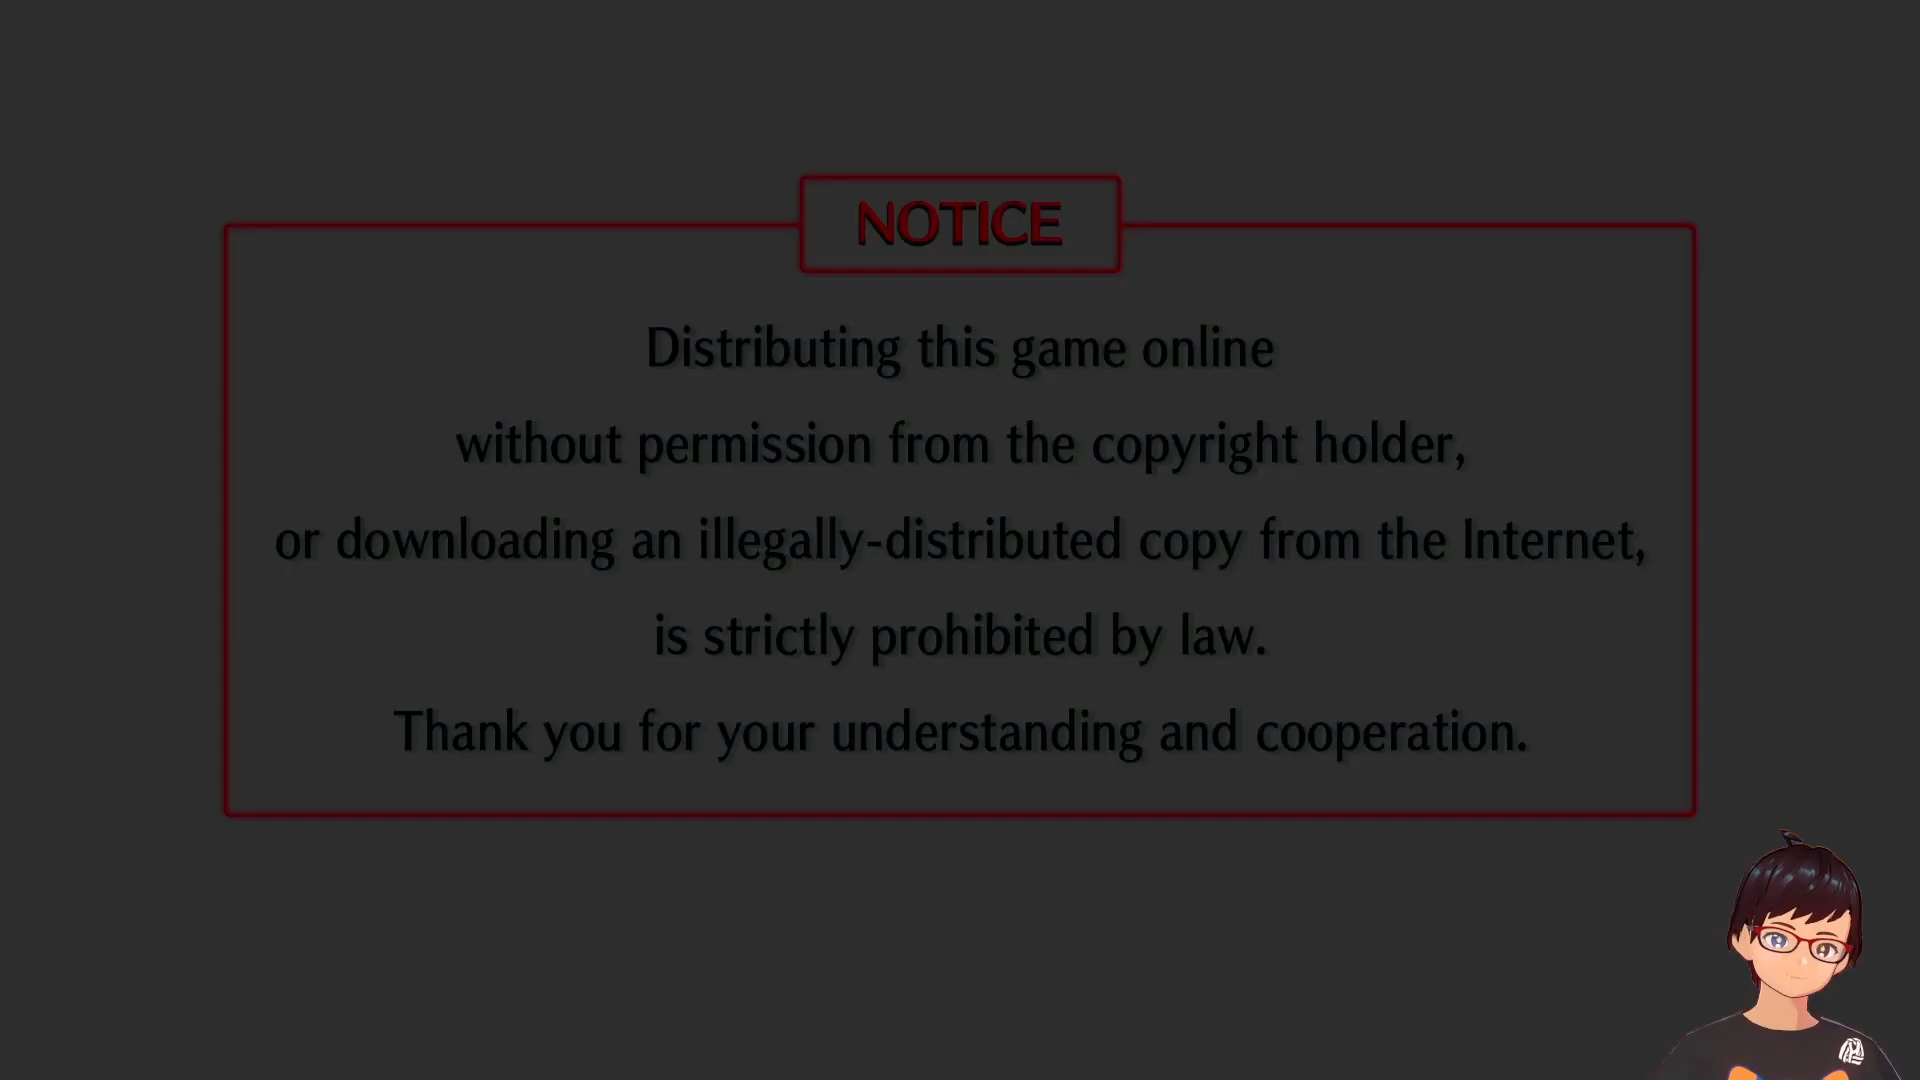 NOTICE
Distributing this game online
without permission from the copyright holder,
or downloading an illegally-distributed copy from the Internet,
is strictly prohibited by law.
Thank you for your understanding and cooperation.